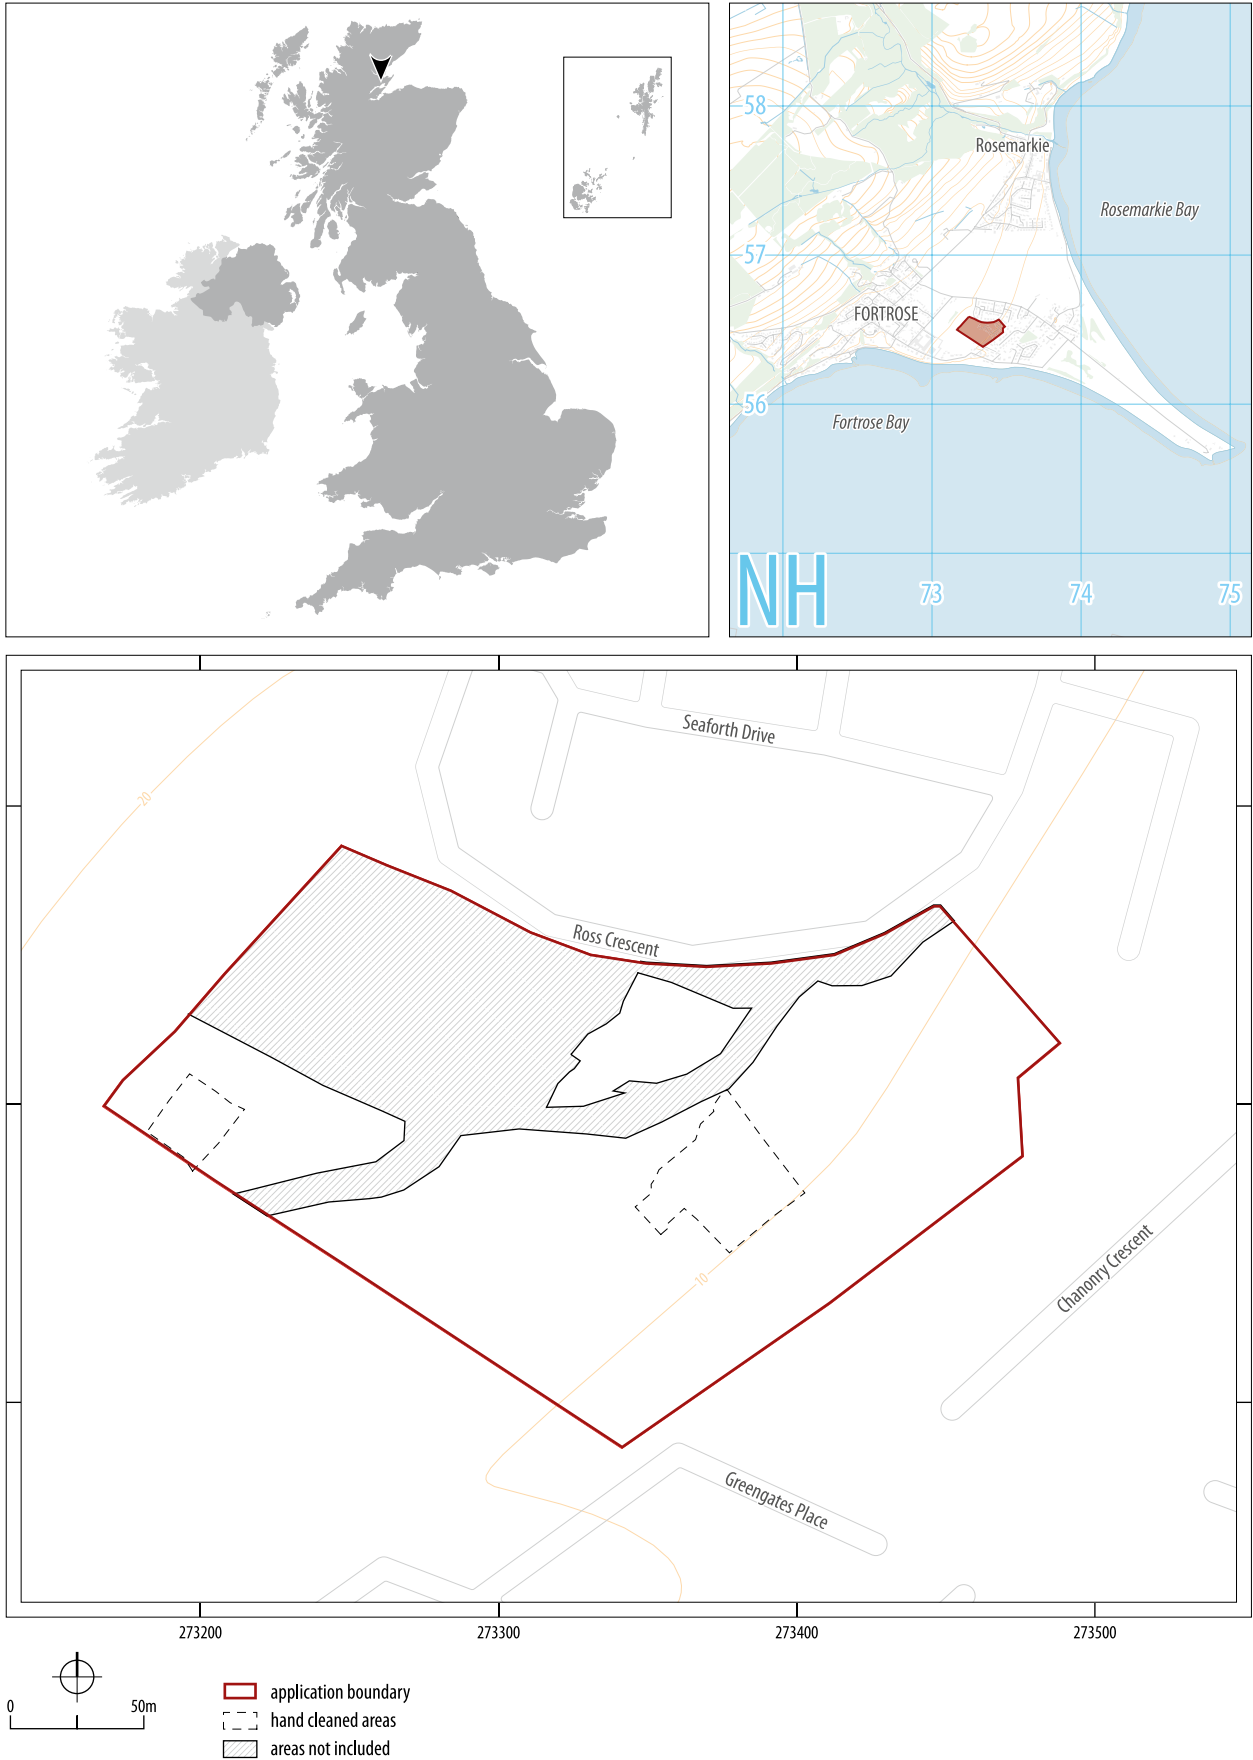 58
Rosemarkie
Rosemarkie Bay
57
FORTROSE
56
Fortrose Bay
NH
73
74
75
Seaforth Drive
20
Ross Crescent
Chanonry Crescent
10
Greengates Place
273200
273300
273400
273500
0
50m
application boundary
hand cleaned areas
areas not included